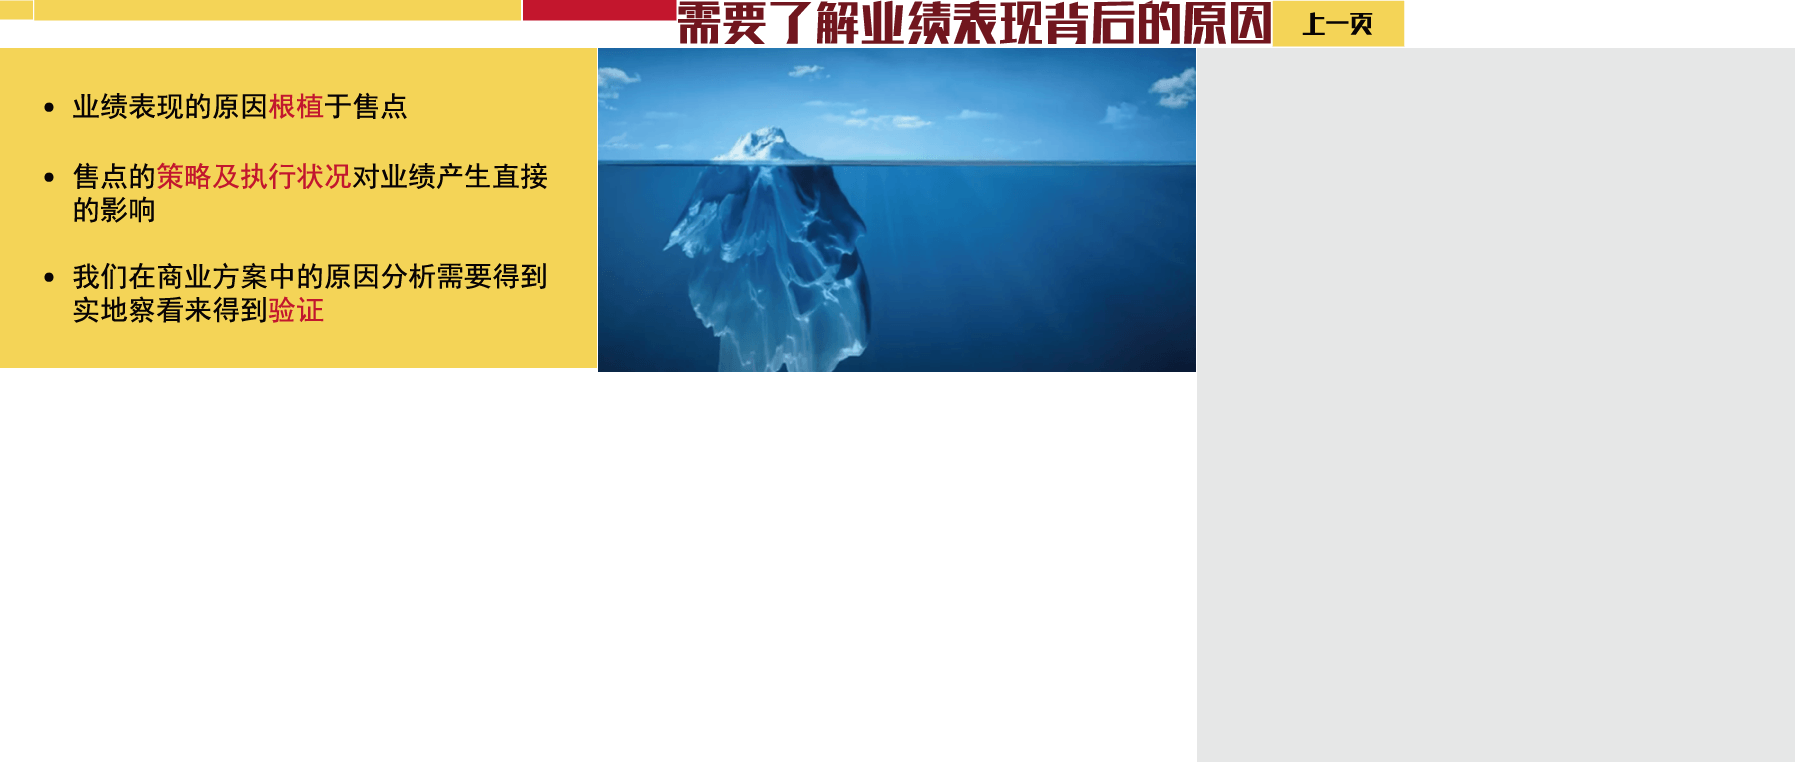 需要了解业绩表现背后的原因
上一页
• 业绩表现的原因根植于售点
• 售点的策略及执行状况对业绩产生直接
的影响
• 我们在商业方案中的原因分析需要得到
实地察看来得到验证